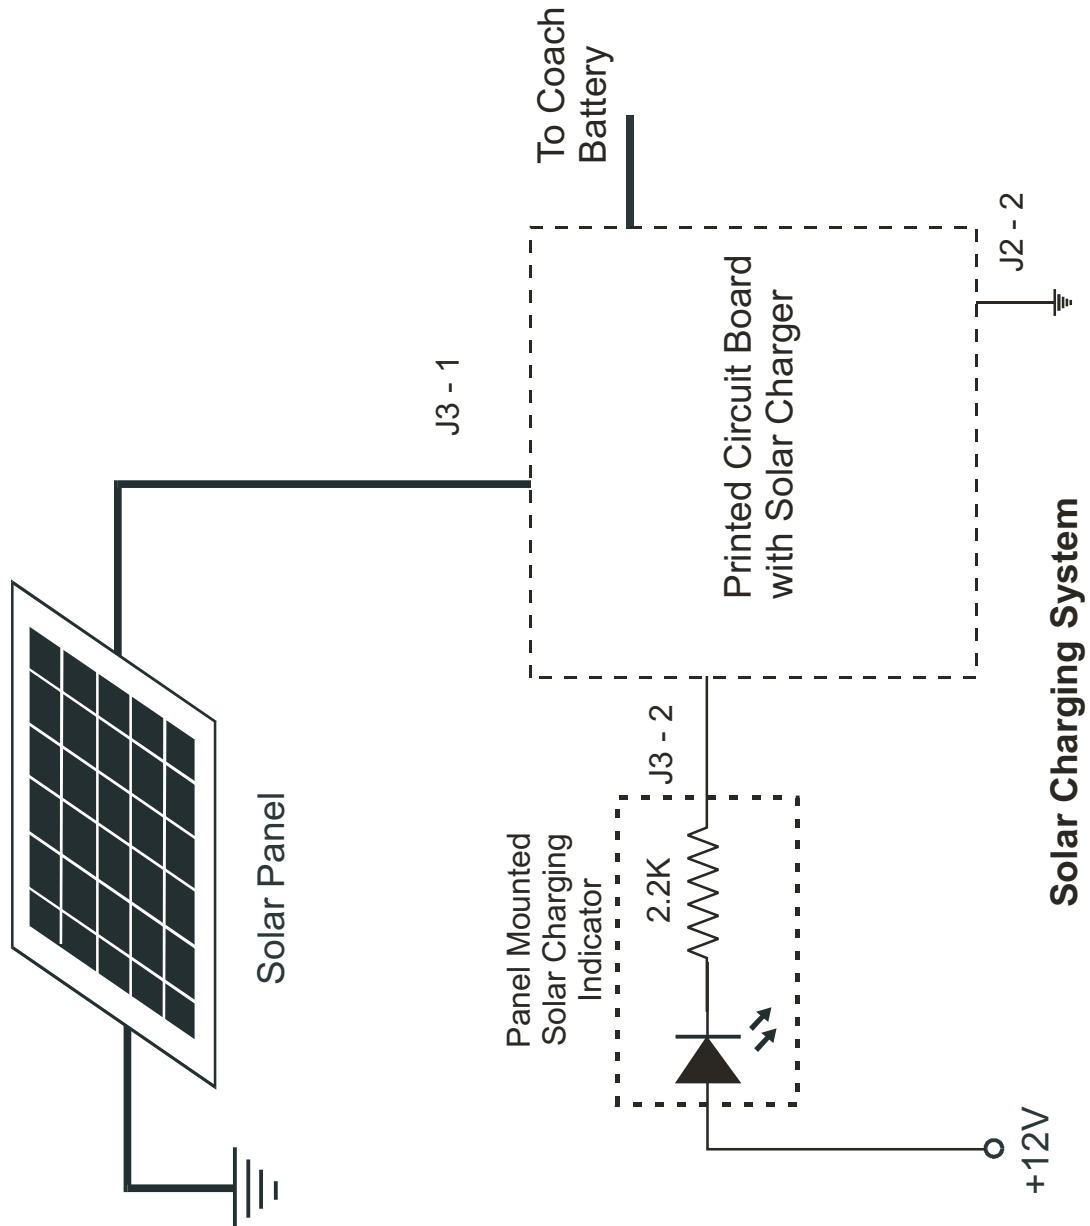 Solar Panel
J3 - 1
To Coach
Battery
Panel Mounted
Solar Charging
Indicator
2.2K
J3 - 2
Printed Circuit Board
with Solar Charger
+12V
J2 - 2
Solar Charging System